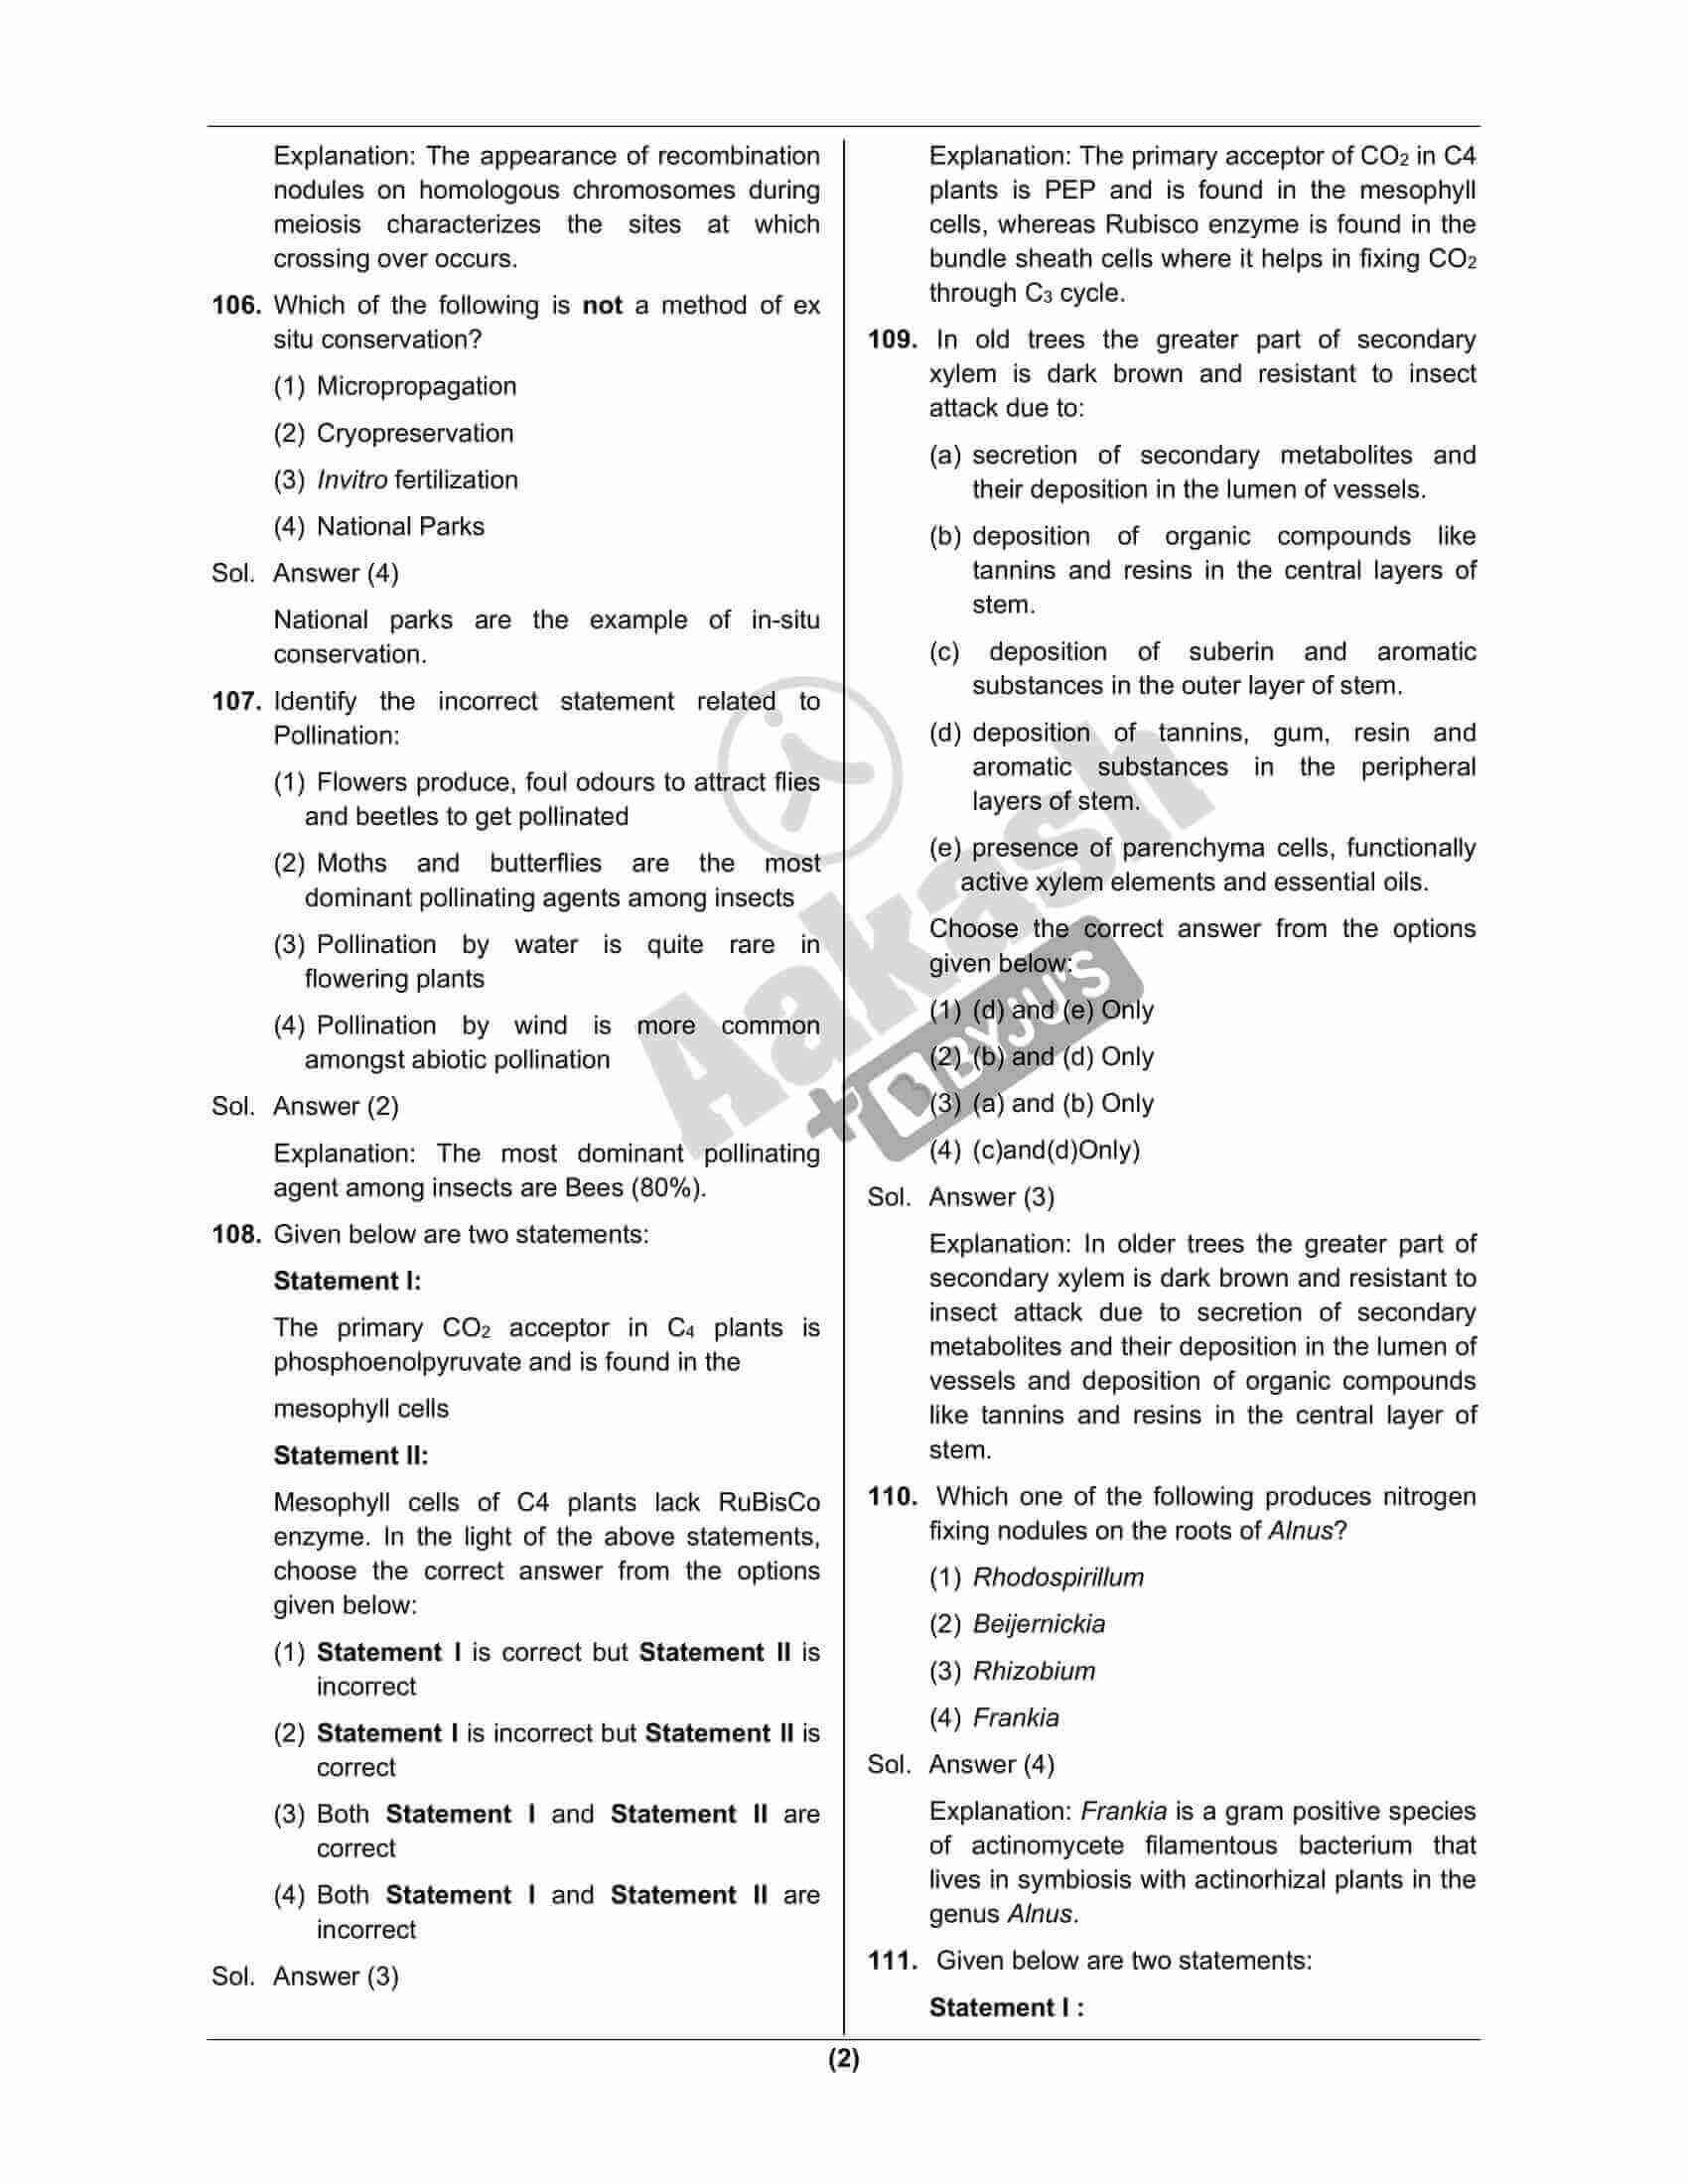 Explanation: The appearance of recombination
nodules on homologous chromosomes during
meiosis characterizes the sites at which
crossing over occurs.
106. Which of the following is not a method of ex
situ conservation?
(1) Micropropagation
(2) Cryopreservation
(3) Invitro fertilization
(4) National Parks
Sol. Answer (4)
National parks are the example of in-situ
conservation.
107. Identify the incorrect statement related to
Pollination:
(1) Flowers produce, foul odours to attract flies
and beetles to get pollinated
(2) Moths and butterflies are the most
dominant pollinating agents among insects
(3) Pollination by water is quite rare in
flowering plants
(4) Pollination by wind is more common
amongst abiotic pollination
Sol. Answer (2)
Explanation: The most dominant pollinating
agent among insects are Bees (80%).
108. Given below are two statements:
Statement I:
The primary CO2 acceptor in C4 plants is
phosphoenolpyruvate and is found in the
mesophyll cells
Statement II:
Mesophyll cells of C4 plants lack RuBisCo
enzyme. In the light of the above statements,
choose the correct answer from the options
given below:
(1) Statement I is correct but Statement II is
incorrect
(2) Statement I is incorrect but Statement II is
correct
(3) Both Statement I and Statement II are
correct
(4) Both Statement I and Statement II are
incorrect
Sol. Answer (3)
Explanation: The primary acceptor of CO2 in C4
plants is PEP and is found in the mesophyll
cells, whereas Rubisco enzyme is found in the
bundle sheath cells where it helps in fixing CO2
through C3 cycle.
109. In old trees the greater part of secondary
xylem is dark brown and resistant to insect
attack due to:
(a) secretion of secondary metabolites and
their deposition in the lumen of vessels.
(b) deposition of organic compounds like
tannins and resins in the central layers of
stem.
(c) deposition of suberin and aromatic
substances in the outer layer of stem.
(d) deposition of tannins, gum, resin and
aromatic substances in the peripheral
layers of stem.
(e) presence of parenchyma cells, functionally
active xylem elements and essential oils.
Choose the correct answer from the options
given below:
(1) (d) and (e) Only
(2) (b) and (d) Only
(3) (a) and (b) Only
(4) (c)and(d)Only)
Sol. Answer (3)
Explanation: In older trees the greater part of
secondary xylem is dark brown and resistant to
insect attack due to secretion of secondary
metabolites and their deposition in the lumen of
vessels and deposition of organic compounds
like tannins and resins in the central layer of
stem.
110. Which one of the following produces nitrogen
fixing nodules on the roots of Alnus?
(1) Rhodospirillum
(2) Beijernickia
(3) Rhizobium
(4) Frankia
Sol. Answer (4)
Explanation: Frankia is a gram positive species
of actinomycete filamentous bacterium that
lives in symbiosis with actinorhizal plants in the
genus Alnus.
111. Given below are two statements:
Statement I :
(2)
Aakash
+ B BYJU'S